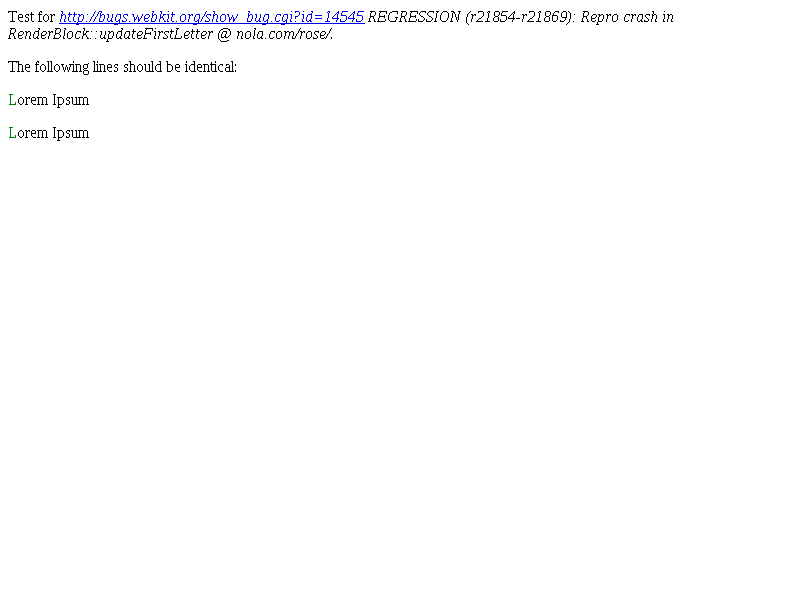 Test for http://bugs.webkit.org/show_bug.cgi?id=14545 REGRESSION (r21854-r21869): Repro crash in
RenderBlock::updateFirstLetter @ nola.com/rose/.
The following lines should be identical:
Lorem Ipsum
Lorem Ipsum